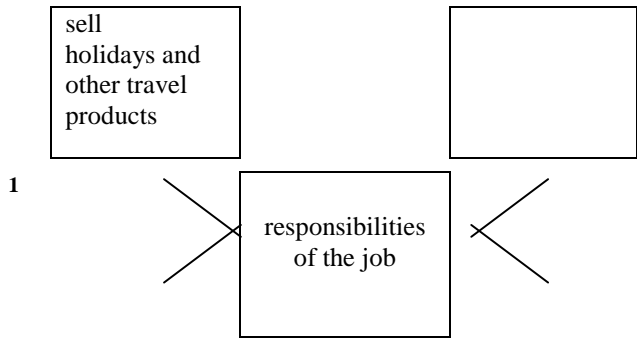 sell
holidays and
other travel
products
1
responsibilities
of the job